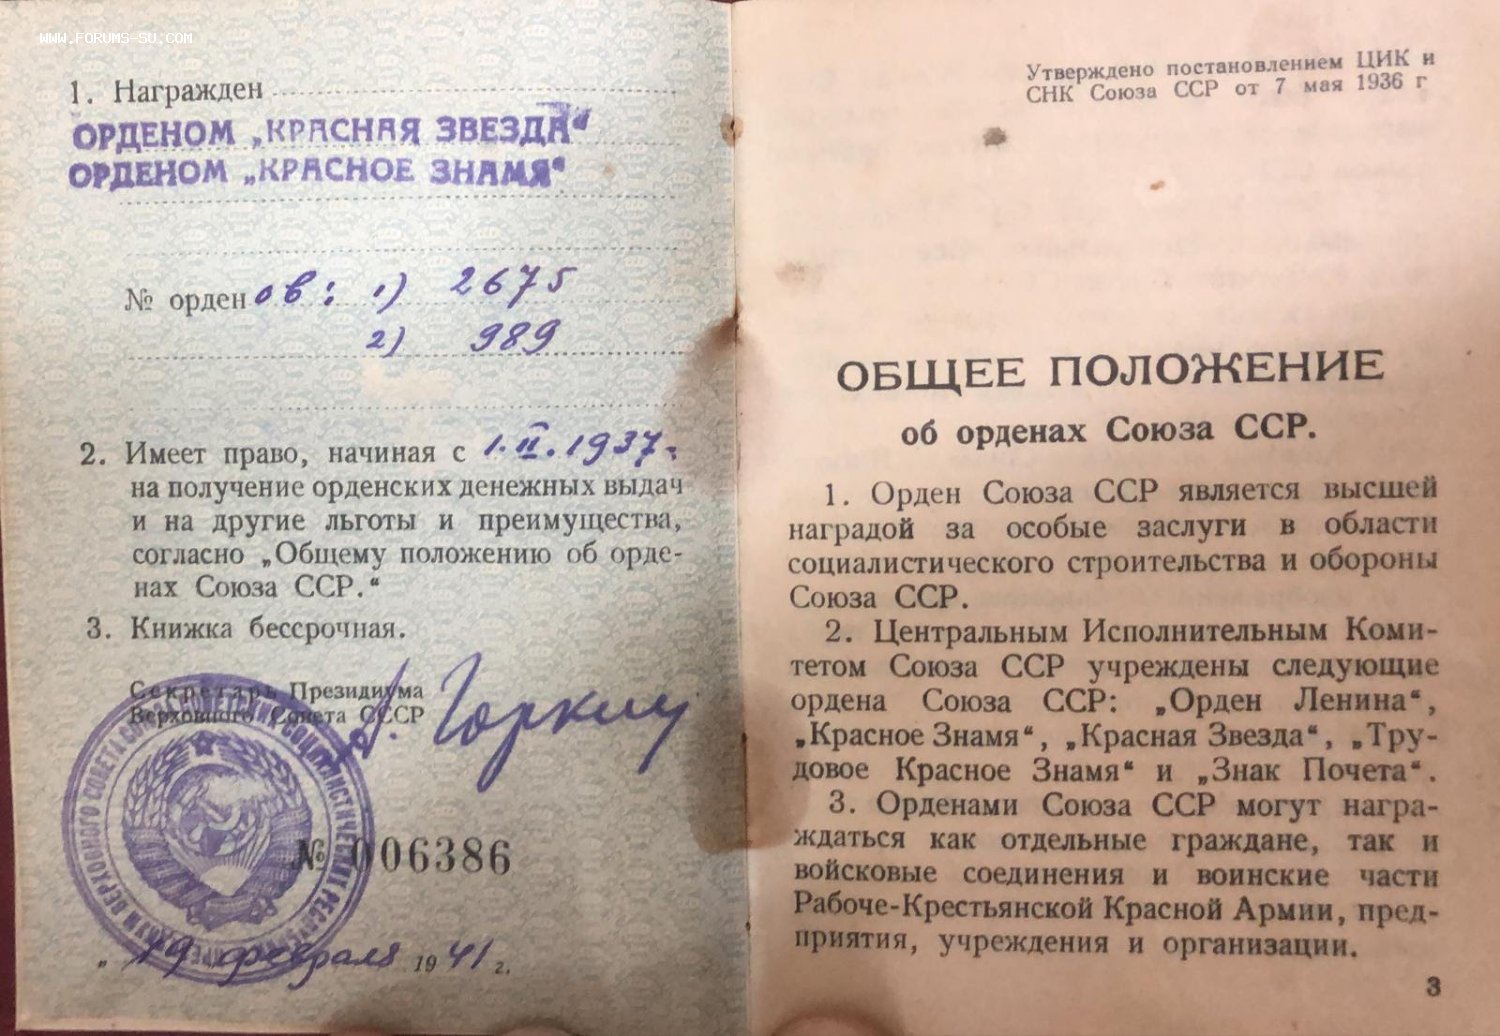 WWW.FORUMS-SU.COM
1. Награжден
ОРДЕНОМ „КРАСНАЯ ЗВЕЗДА“
ОРДЕНОМ „КРАСНОЕ ЗНАМЯ“
№ орденов: 1) 2675
2) 989
2. Имеет право, начиная с 1.II.1937 г.
на получение орденских денежных выдач
и на другие льготы и преимущества,
согласно „Общему положению об орде-
нах Союза ССР.“
3. Книжка бессрочная.
Секретарь Президиума
Верховного Совета СССР
А. Горкин
№ 006386
„19 февраля 1941 г.
Утверждено постановлением ЦИК и
СНК Союза ССР от 7 мая 1936 г
ОБЩЕЕ ПОЛОЖЕНИЕ
об орденах Союза ССР.
1. Орден Союза ССР является высшей
наградой за особые заслуги в области
социалистического строительства и обороны
Союза ССР.
2. Центральным Исполнительным Коми-
тетом Союза ССР учреждены следующие
ордена Союза ССР: „Орден Ленина“,
„Красное Знамя“, „Красная Звезда“, „Тру-
довое Красное Знамя“ и „Знак Почета“.
3. Орденами Союза ССР могут награ-
ждаться как отдельные граждане, так и
войсковые соединения и воинские части
Рабоче-Крестьянской Красной Армии, пред-
приятия, учреждения и организации.
3